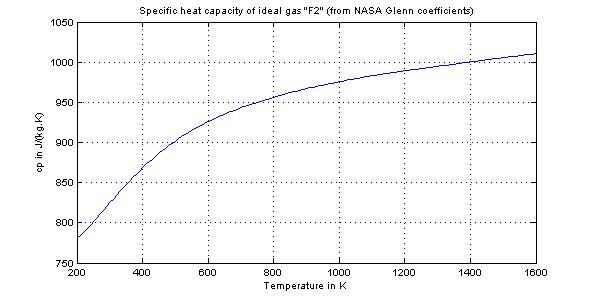 Specific heat capacity of ideal gas "F2" (from NASA Glenn coefficients)
1050
1000
950
900
850
800
750
cp in J/(kg.K)
200 400 600 800 1000 1200 1400 1600
Temperature in K